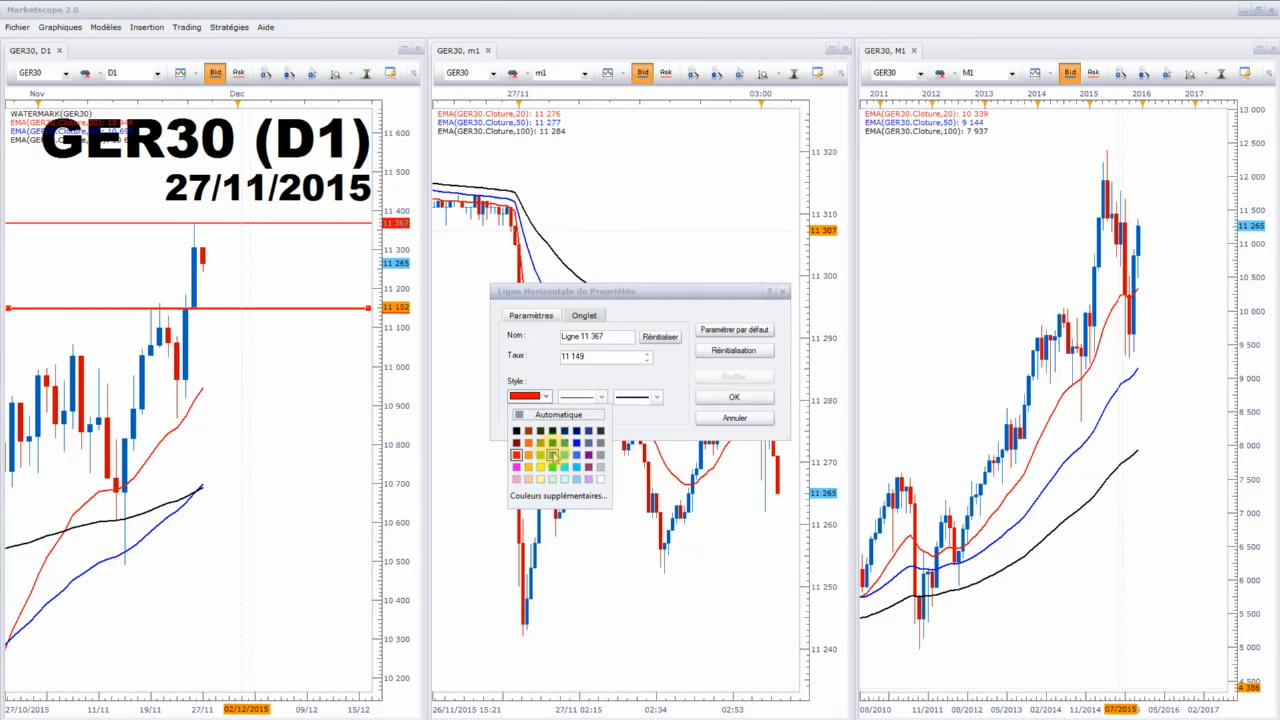 Marketscope 2.0
Fichier Graphiques Modèles Insertion Trading Stratégies Aide
GER30, D1
GER30 D1 Bid Ask
Nov Dec
WATERMARK(GER30)
GER30 (D1)
27/11/2015
11 600
11 500
11 400
11 367
11 300
11 265
11 152
11 100
11 000
10 900
10 800
10 700
10 600
10 500
10 400
10 300
10 200
27/10/2015 11/11 19/11 27/11 02/12/2015 09/12 15/12
GER30, m1
GER30 m1 Bid Ask
27/11 03:00
EMA(GER30.Cloture,20): 11 276
EMA(GER30.Cloture,50): 11 277
EMA(GER30.Cloture,100): 11 284
11 320
11 310
11 307
11 300
11 290
11 280
11 270
11 265
11 260
11 250
11 240
26/11/2015 15:21 27/11 02:15 02:34 02:53
Ligne Horizontale de Propriétés
Paramètres Onglet
Nom : Ligne 11 367 Réinitialiser
Taux : 11 149
Style :
Automatique
Couleurs supplémentaires...
Paramétrer par défaut
Réinitialisation
Modifier
OK
Annuler
GER30, M1
GER30 M1 Bid Ask
2011 2012 2013 2014 2015 2016 2017
EMA(GER30.Cloture,20): 10 339
EMA(GER30.Cloture,50): 9 144
EMA(GER30.Cloture,100): 7 937
13 000
12 500
12 000
11 500
11 265
11 000
10 500
10 000
9 500
9 000
8 500
8 000
7 500
7 000
6 500
6 000
5 500
5 000
4 386
08/2010 11/2011 08/2012 05/2013 02/2014 11/2014 07/2015 05/2016 02/2017